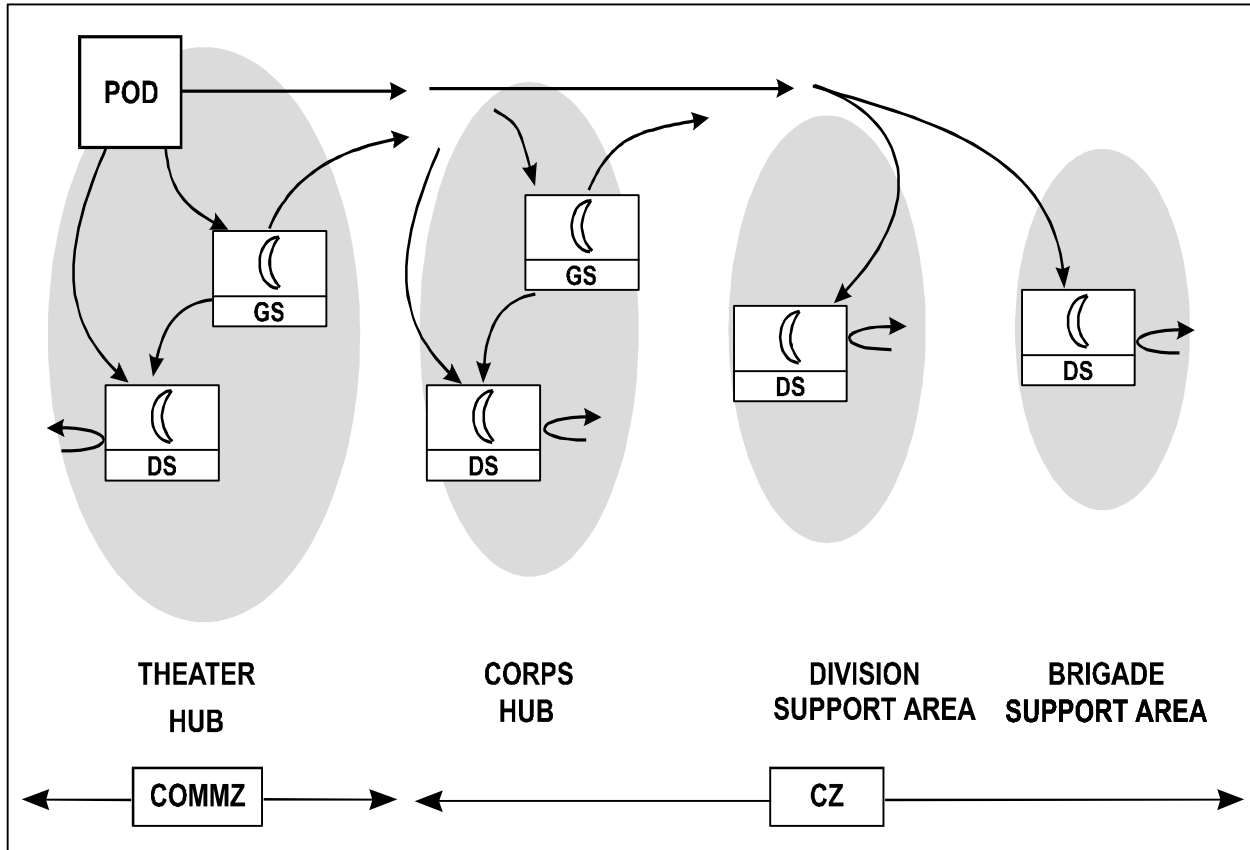 POD
GS
GS
DS
DS
DS
DS
THEATER
HUB
CORPS
HUB
DIVISION
SUPPORT AREA
BRIGADE
SUPPORT AREA
COMMZ
CZ